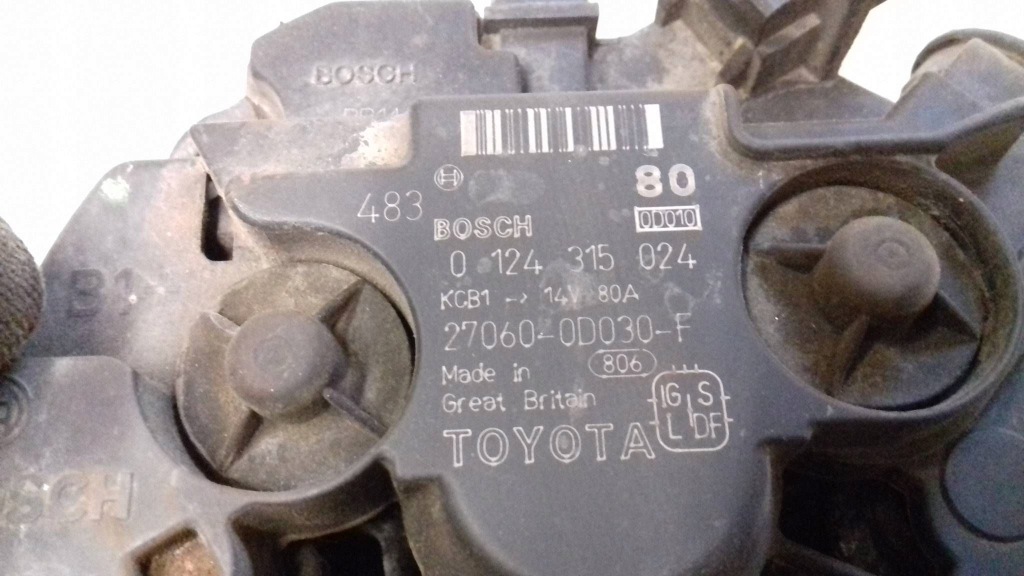 BOSCH
80
483
0D010
BOSCH
0 124 315 024
KCB1 → 14V 80A
27060-0D030-F
806
Made in
Great Britain
IG S
L DF
TOYOTA
B1
SCH